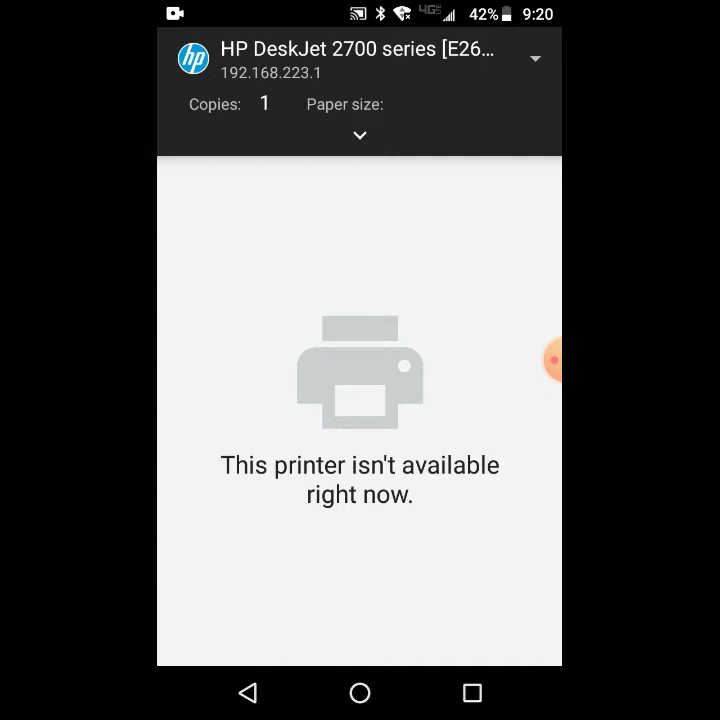 4G 42% 9:20
hp HP DeskJet 2700 series [E26...
192.168.223.1
Copies: 1 Paper size:
This printer isn't available
right now.